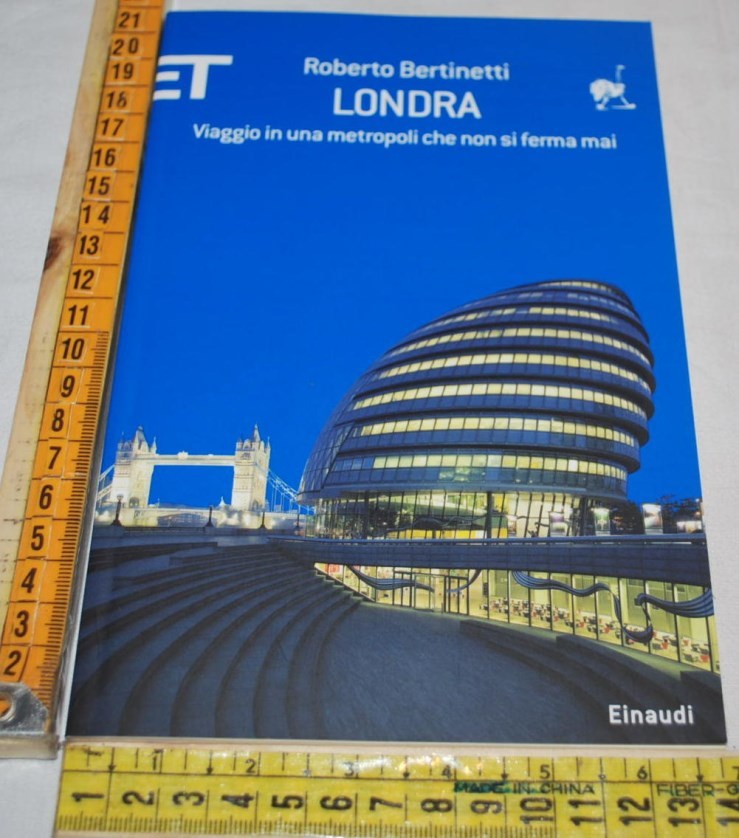 ET
Roberto Bertinetti
LONDRA
Viaggio in una metropoli che non si ferma mai
Einaudi
21
20
19
18
17
16
15
14
13
12
11
10
9
8
7
6
5
4
3
2
1 2 3 4 5 6 7
MADE IN CHINA FIBER-G
1 2 3 4 5 6 7 8 9 10 11 12 13 14